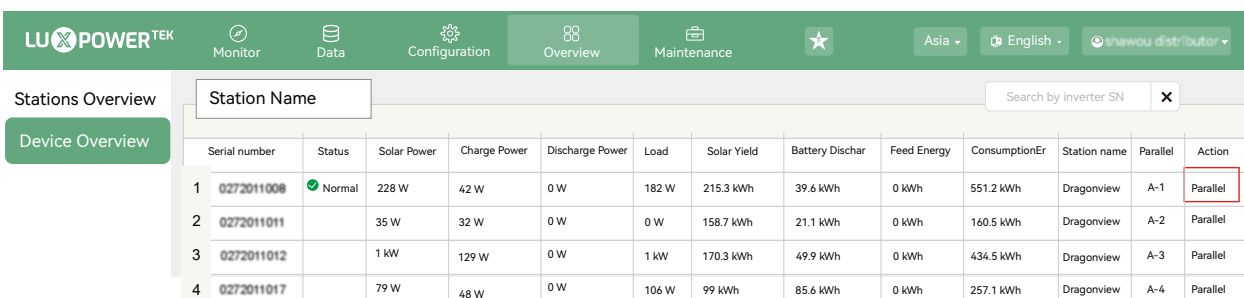 LUXPOWERTEK
Monitor Data Configuration Overview Maintenance Asia English shawou distributor
Stations Overview
Device Overview
Station Name
Search by inverter SN
Serial number Status Solar Power Charge Power Discharge Power Load Solar Yield Battery Dischar Feed Energy ConsumptionEr Station name Parallel Action
1 0272011008 Normal 228 W 42 W 0 W 182 W 215.3 kWh 39.6 kWh 0 kWh 551.2 kWh Dragonview A-1 Parallel
2 0272011011 35 W 32 W 0 W 0 W 158.7 kWh 21.1 kWh 0 kWh 160.5 kWh Dragonview A-2 Parallel
3 0272011012 1 kW 129 W 0 W 1 kW 170.3 kWh 49.9 kWh 0 kWh 434.5 kWh Dragonview A-3 Parallel
4 0272011017 79 W 48 W 0 W 106 W 99 kWh 85.6 kWh 0 kWh 257.1 kWh Dragonview A-4 Parallel